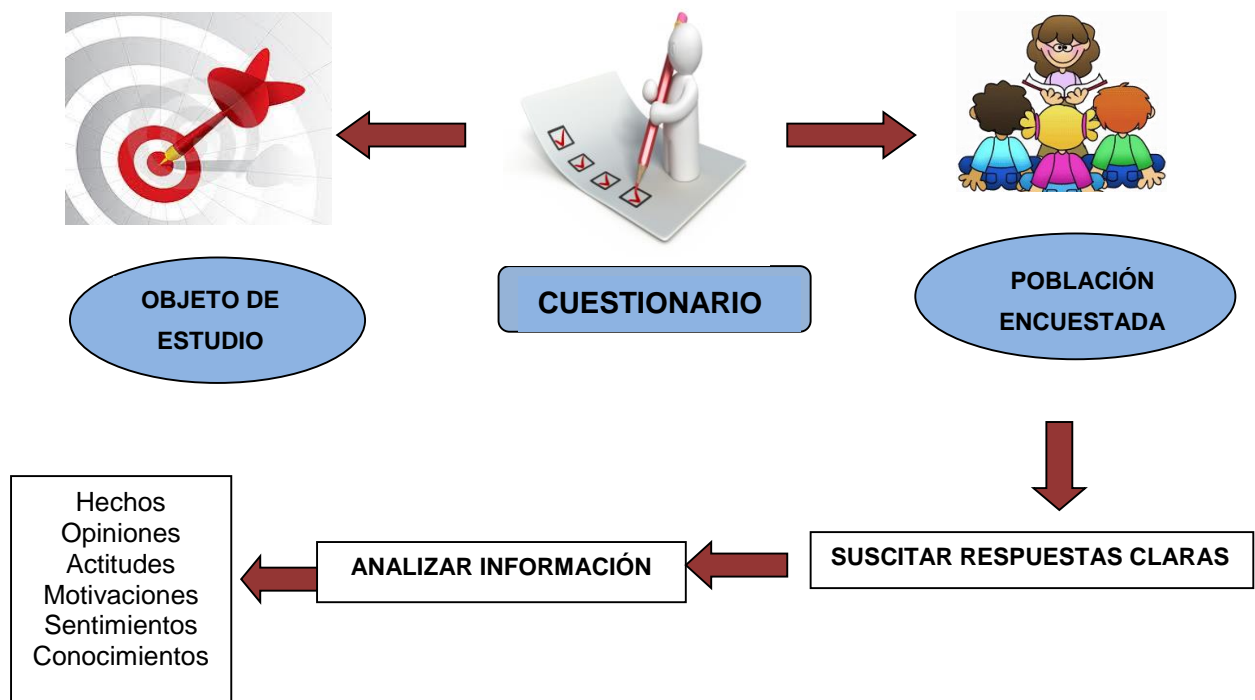 OBJETO DE
ESTUDIO
CUESTIONARIO
POBLACIÓN
ENCUESTADA
SUSCITAR RESPUESTAS CLARAS
ANALIZAR INFORMACIÓN
Hechos
Opiniones
Actitudes
Motivaciones
Sentimientos
Conocimientos